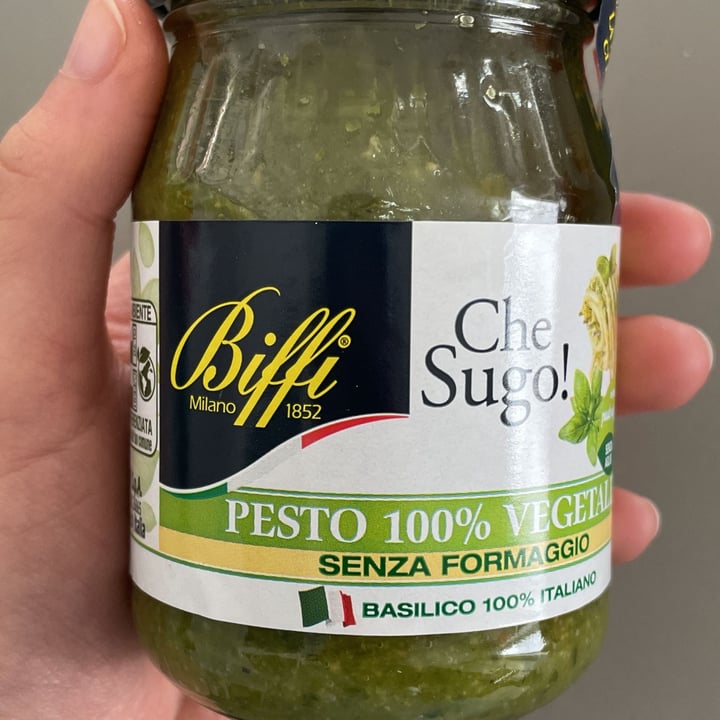 Biffi®
Milano 1852
Che
Sugo!
PESTO 100% VEGETAL
SENZA FORMAGGIO
BASILICO 100% ITALIANO